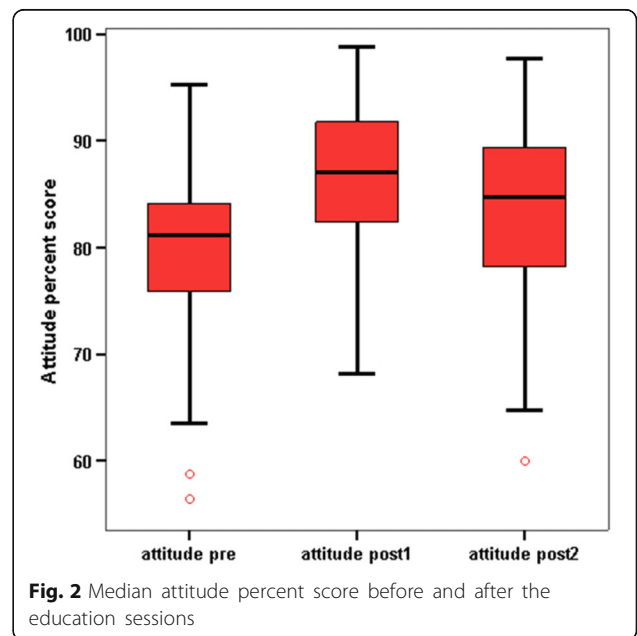 100
90
80
70
60
Attitude percent score
attitude pre attitude post1 attitude post2
Fig. 2 Median attitude percent score before and after the
education sessions